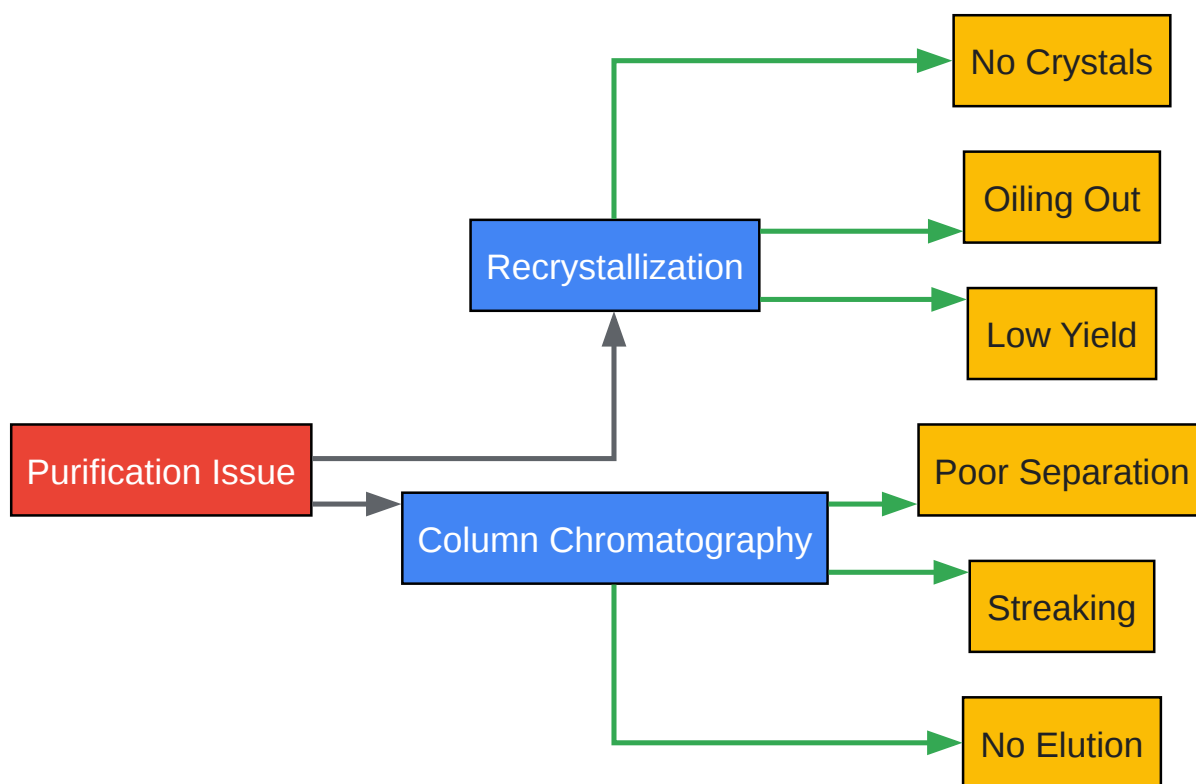 No Crystals
Oiling Out
Recrystallization
Low Yield
Purification Issue
Poor Separation
Column Chromatography
Streaking
No Elution